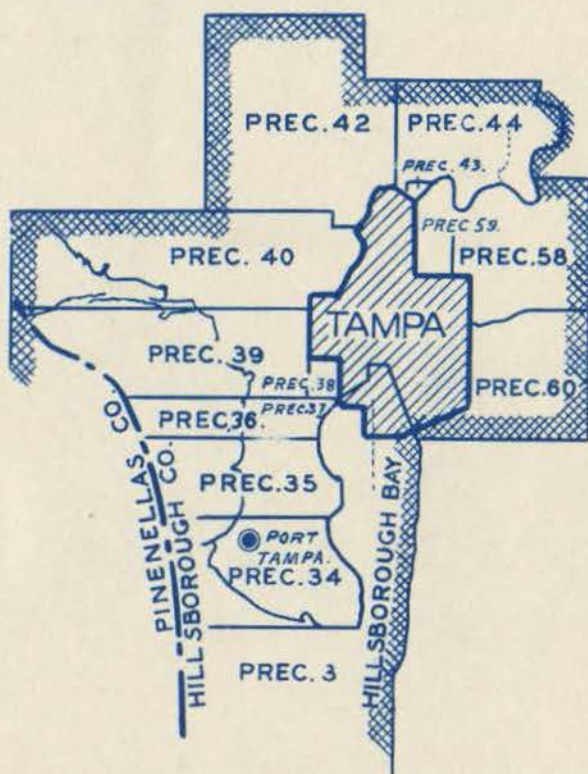 PREC. 42
PREC. 44
PREC. 43.
PREC 59.
PREC. 40
PREC. 58
TAMPA
PREC. 39
PREC. 38
PREC. 60
PREC. 37
PREC. 36.
PREC. 35
PORT
TAMPA.
PREC. 34
PREC. 3
PINENELLAS CO.
HILLSBOROUGH CO.
HILLSBOROUGH BAY